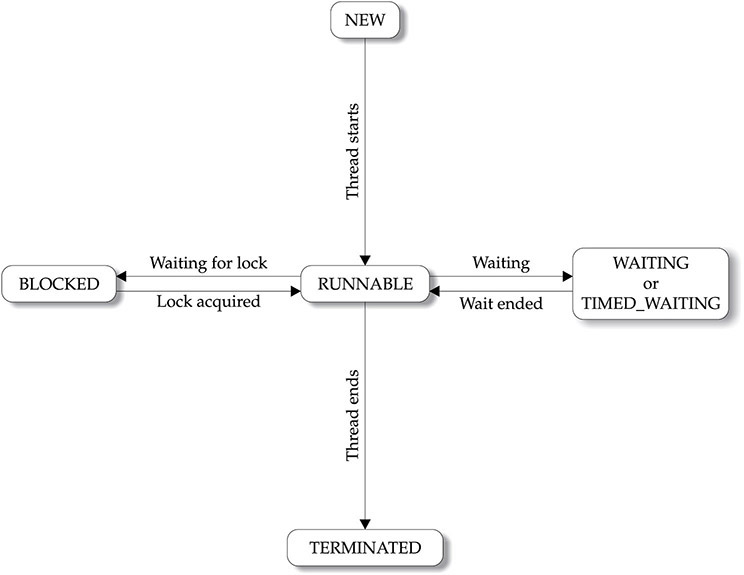 NEW
Thread starts
Waiting for lock
Waiting
BLOCKED
RUNNABLE
WAITING
or
TIMED_WAITING
Lock acquired
Wait ended
Thread ends
TERMINATED